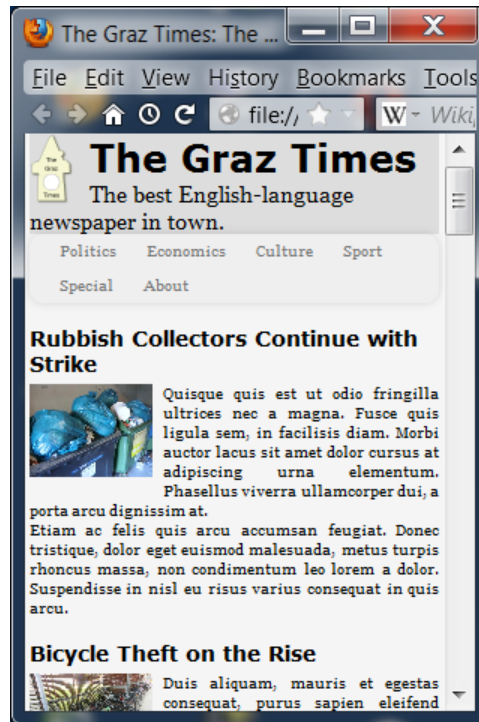 The Graz Times: The ...
File Edit View History Bookmarks Tools
file:/
W
Wiki
The
Graz
Times
The Graz Times
The best English-language
newspaper in town.
Politics Economics Culture Sport
Special About
Rubbish Collectors Continue with
Strike
Quisque quis est ut odio fringilla
ultrices nec a magna. Fusce quis
ligula sem, in facilisis diam. Morbi
auctor lacus sit amet dolor cursus at
adipiscing urna elementum.
Phasellus viverra ullamcorper dui, a
porta arcu dignissim at.
Etiam ac felis quis arcu accumsan feugiat. Donec
tristique, dolor eget euismod malesuada, metus turpis
rhoncus massa, non condimentum leo lorem a dolor.
Suspendisse in nisl eu risus varius consequat in quis
arcu.
Bicycle Theft on the Rise
Duis aliquam, mauris et egestas
consequat, purus sapien eleifend